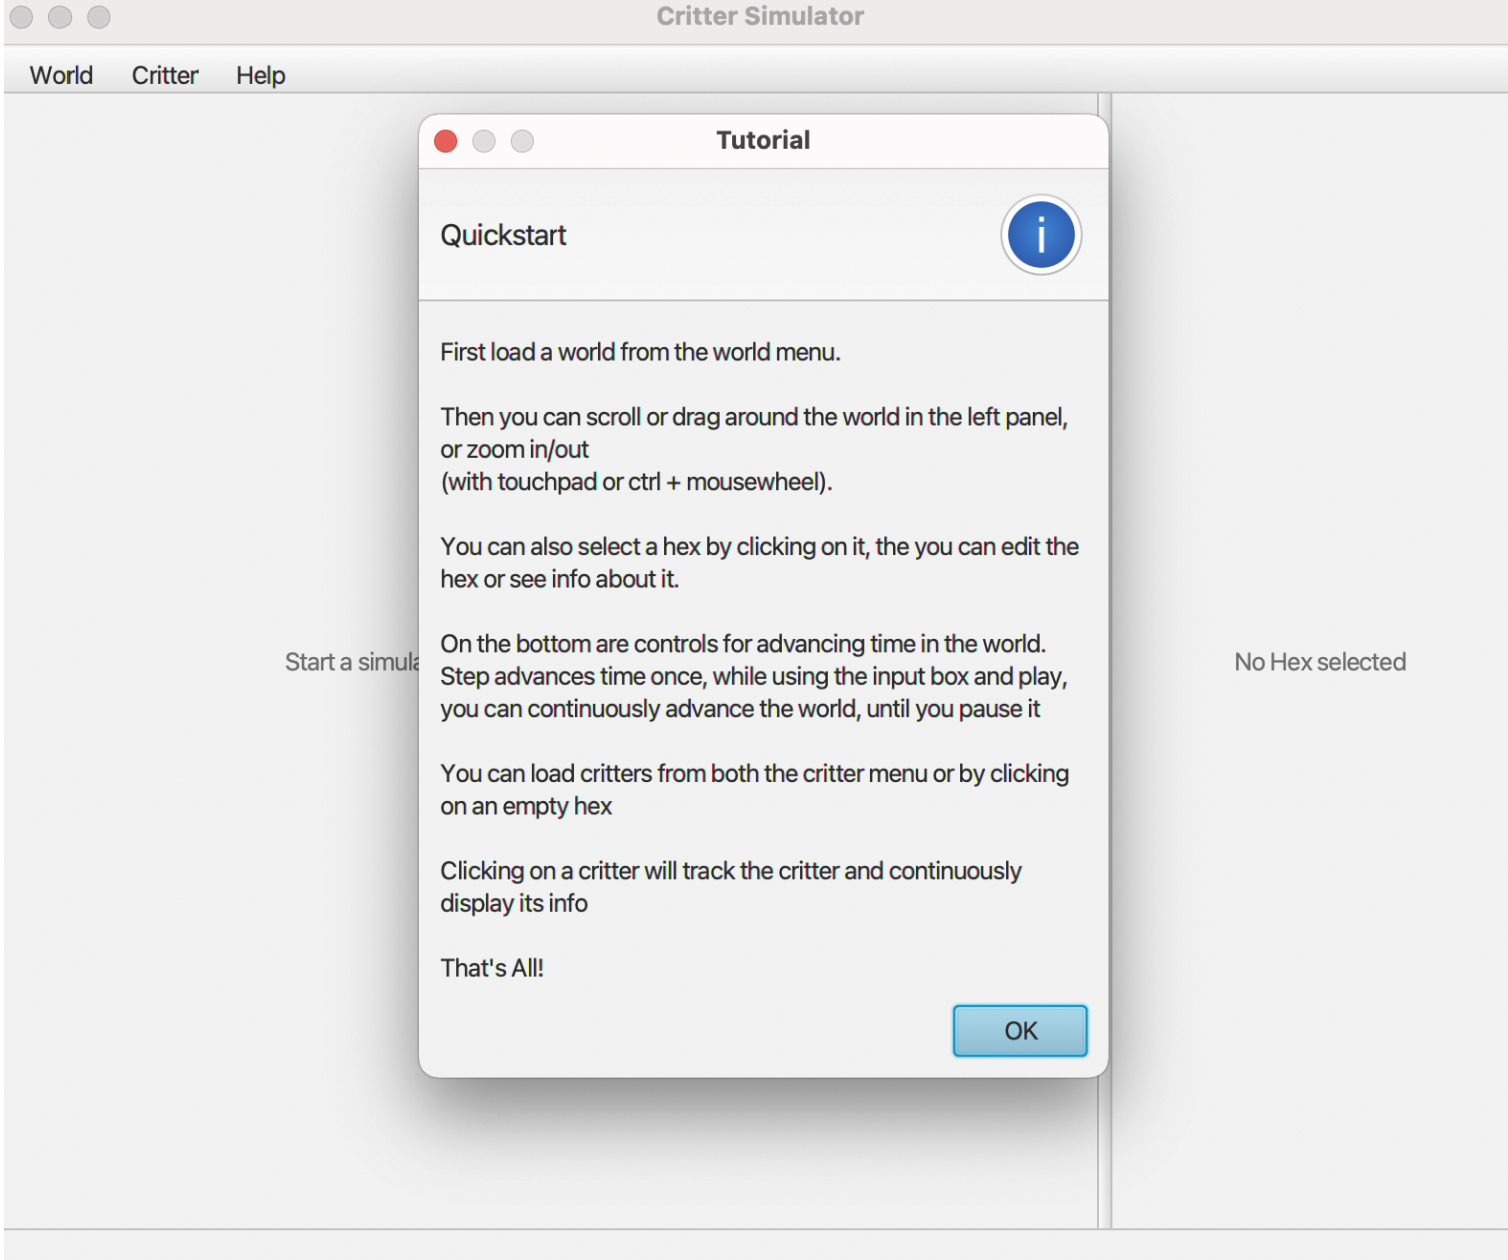 Critter Simulator
World Critter Help
Tutorial
Quickstart
i
First load a world from the world menu.
Then you can scroll or drag around the world in the left panel,
or zoom in/out
(with touchpad or ctrl + mousewheel).
You can also select a hex by clicking on it, the you can edit the
hex or see info about it.
On the bottom are controls for advancing time in the world.
Step advances time once, while using the input box and play,
you can continuously advance the world, until you pause it
You can load critters from both the critter menu or by clicking
on an empty hex
Clicking on a critter will track the critter and continuously
display its info
That's All!
OK
Start a
No Hex selected